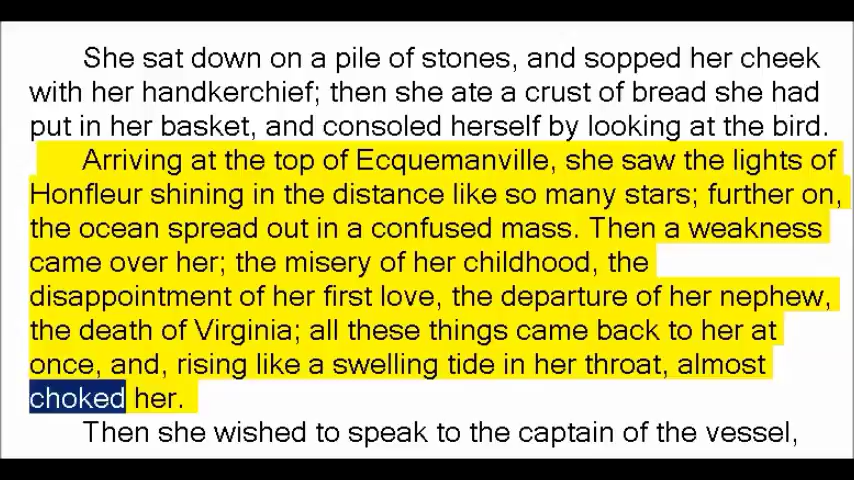 She sat down on a pile of stones, and sopped her cheek
with her handkerchief; then she ate a crust of bread she had
put in her basket, and consoled herself by looking at the bird.
Arriving at the top of Ecquemanville, she saw the lights of
Honfleur shining in the distance like so many stars; further on,
the ocean spread out in a confused mass. Then a weakness
came over her; the misery of her childhood, the
disappointment of her first love, the departure of her nephew,
the death of Virginia; all these things came back to her at
once, and, rising like a swelling tide in her throat, almost
choked her.
Then she wished to speak to the captain of the vessel,